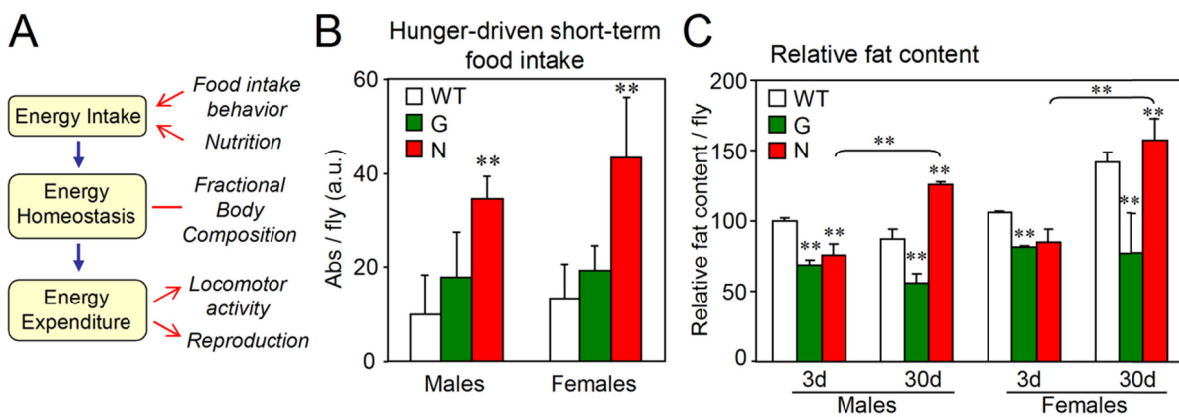 A
Energy Intake
Food intake
behavior
Nutrition
Energy
Homeostasis
Fractional
Body
Composition
Energy
Expenditure
Locomotor
activity
Reproduction
B
Hunger-driven short-term
food intake
Abs / fly (a.u.)
60
40
20
0
WT
G
N
**
**
Males
Females
C
Relative fat content
Relative fat content / fly
200
150
100
50
0
WT
G
N
**
**
**
**
**
**
**
**
**
3d
30d
3d
30d
Males
Females